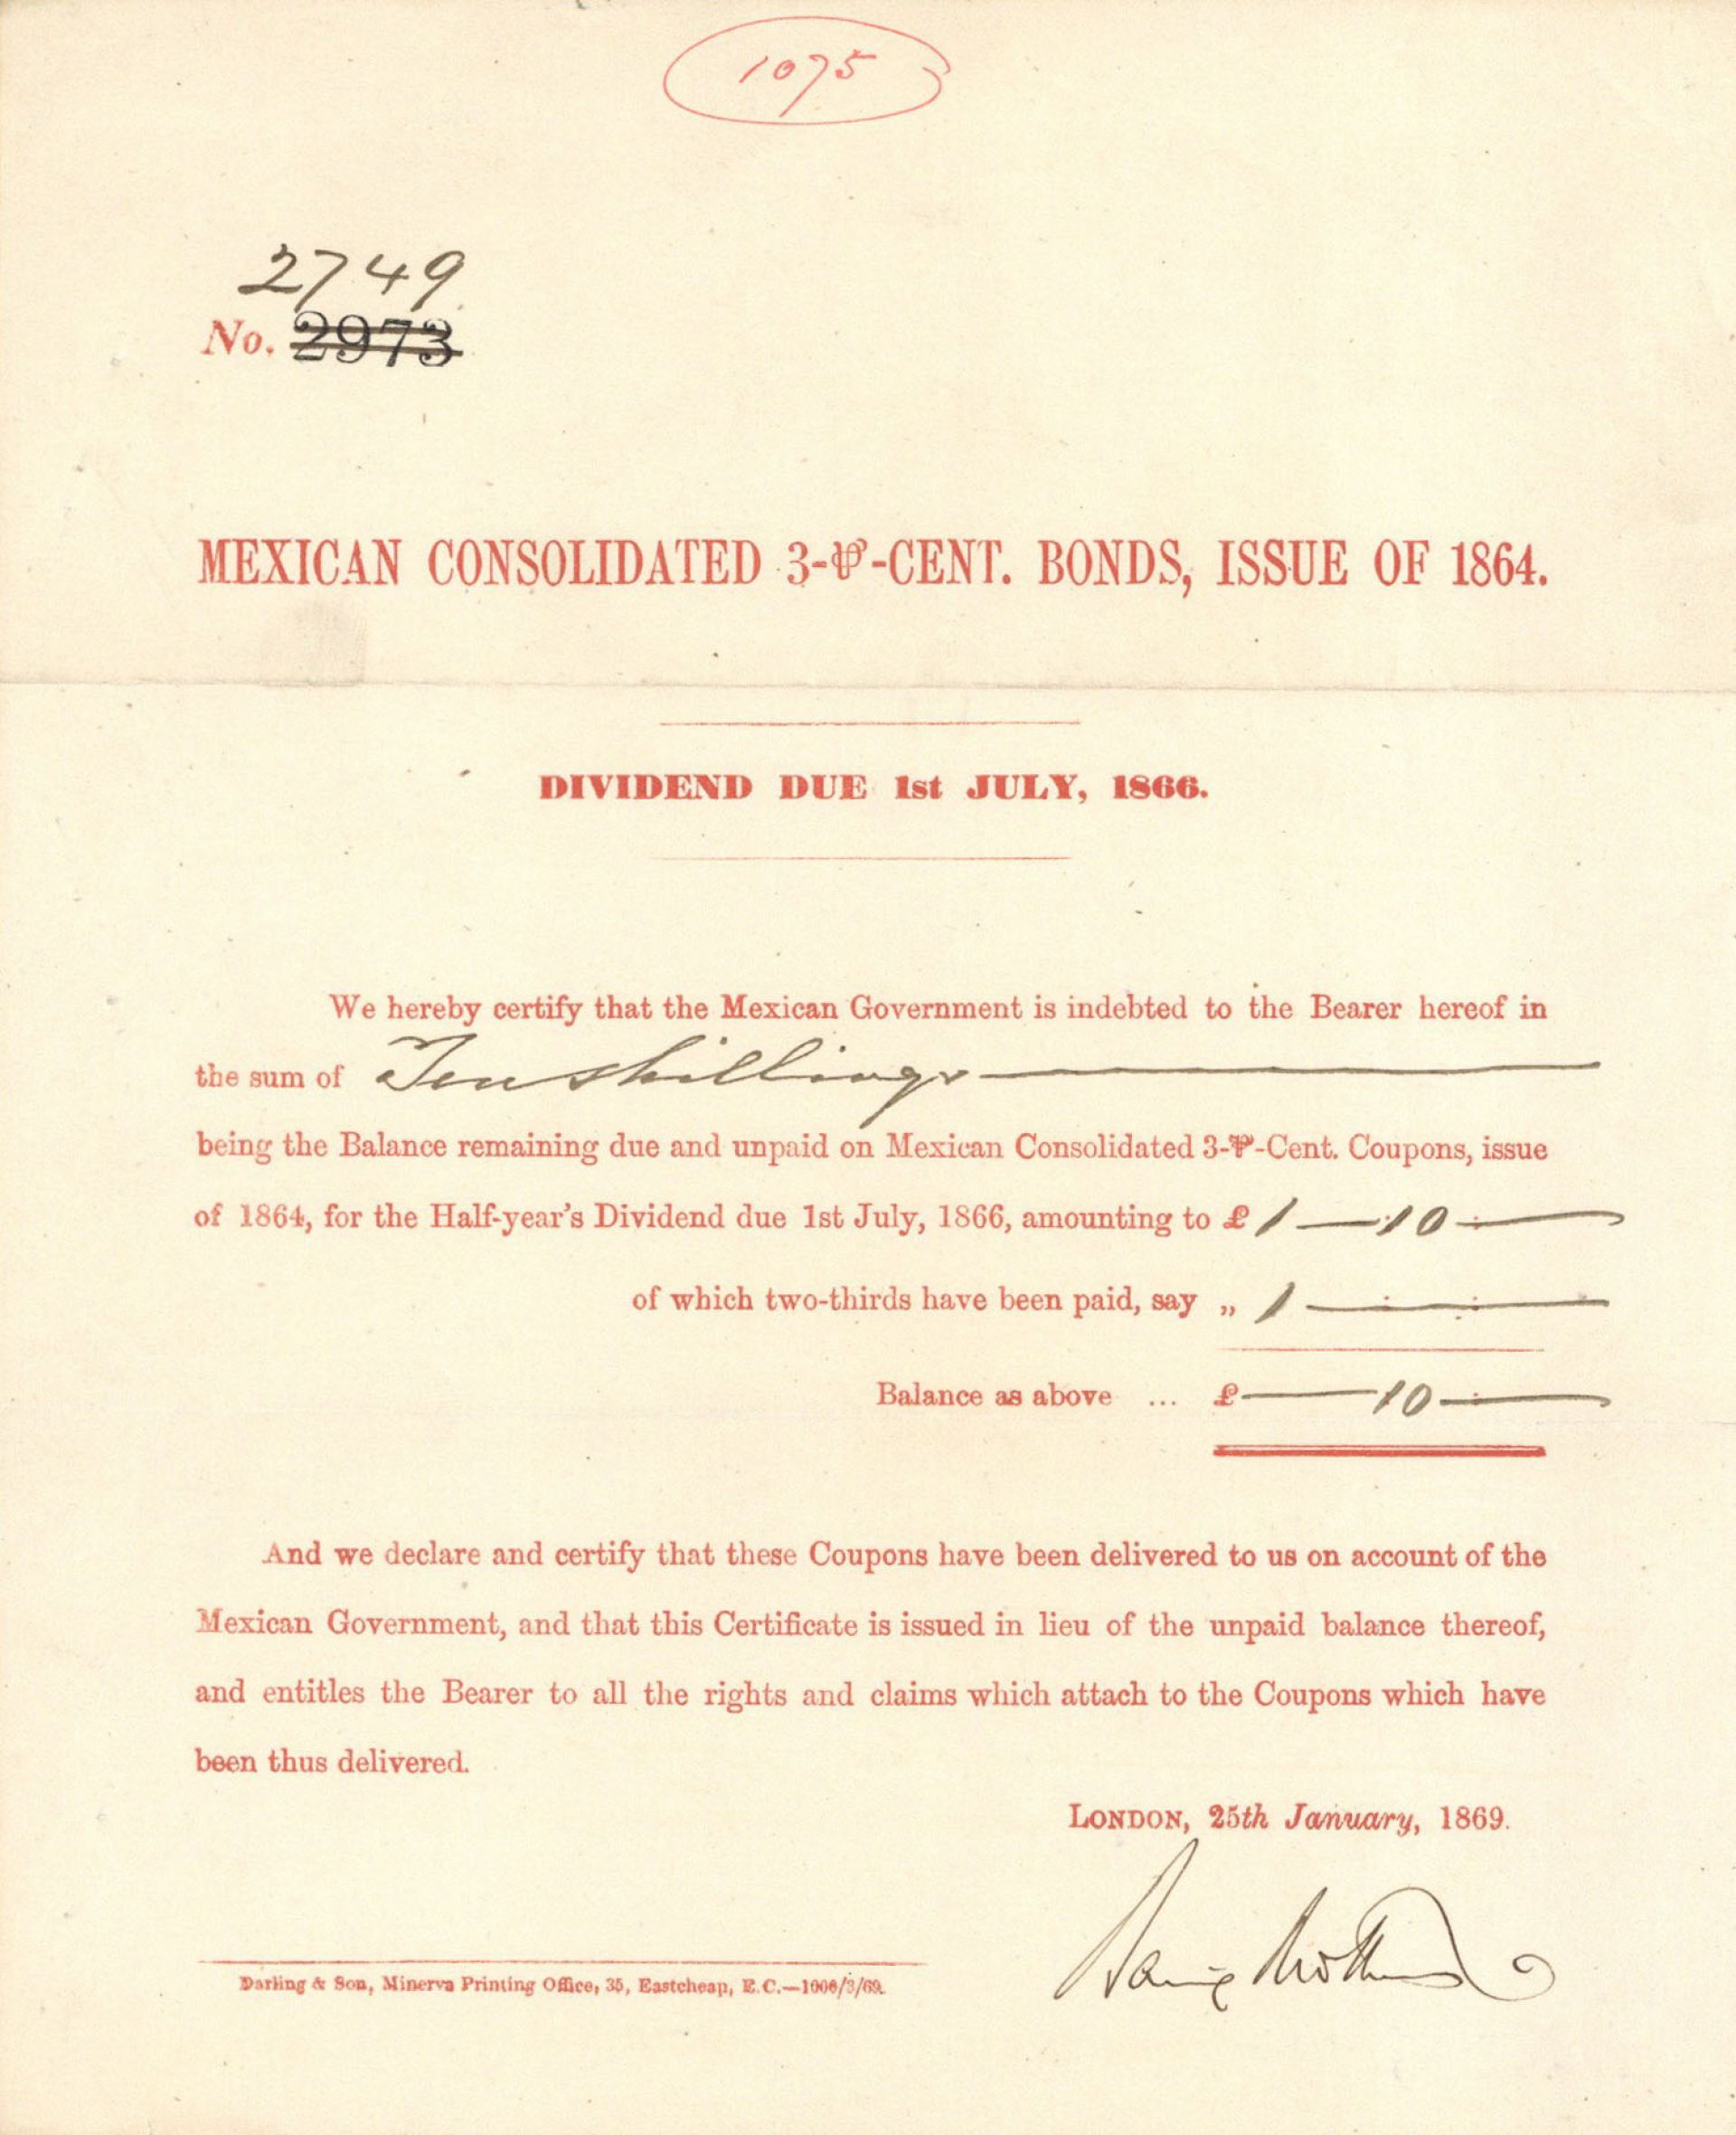 1075
2749
No. 2973
MEXICAN CONSOLIDATED 3-⅌-CENT. BONDS, ISSUE OF 1864.
DIVIDEND DUE 1st JULY, 1866.
We hereby certify that the Mexican Government is indebted to the Bearer hereof in
the sum of Ten shillings
being the Balance remaining due and unpaid on Mexican Consolidated 3-⅌-Cent. Coupons, issue
of 1864, for the Half-year's Dividend due 1st July, 1866, amounting to £ 1 — 10 —
of which two-thirds have been paid, say „ 1 —
Balance as above ... £ — 10 —
And we declare and certify that these Coupons have been delivered to us on account of the
Mexican Government, and that this Certificate is issued in lieu of the unpaid balance thereof,
and entitles the Bearer to all the rights and claims which attach to the Coupons which have
been thus delivered.
LONDON, 25th January, 1869.
Darling & Son, Minerva Printing Office, 35, Eastcheap, E.C.—1000/3/69.